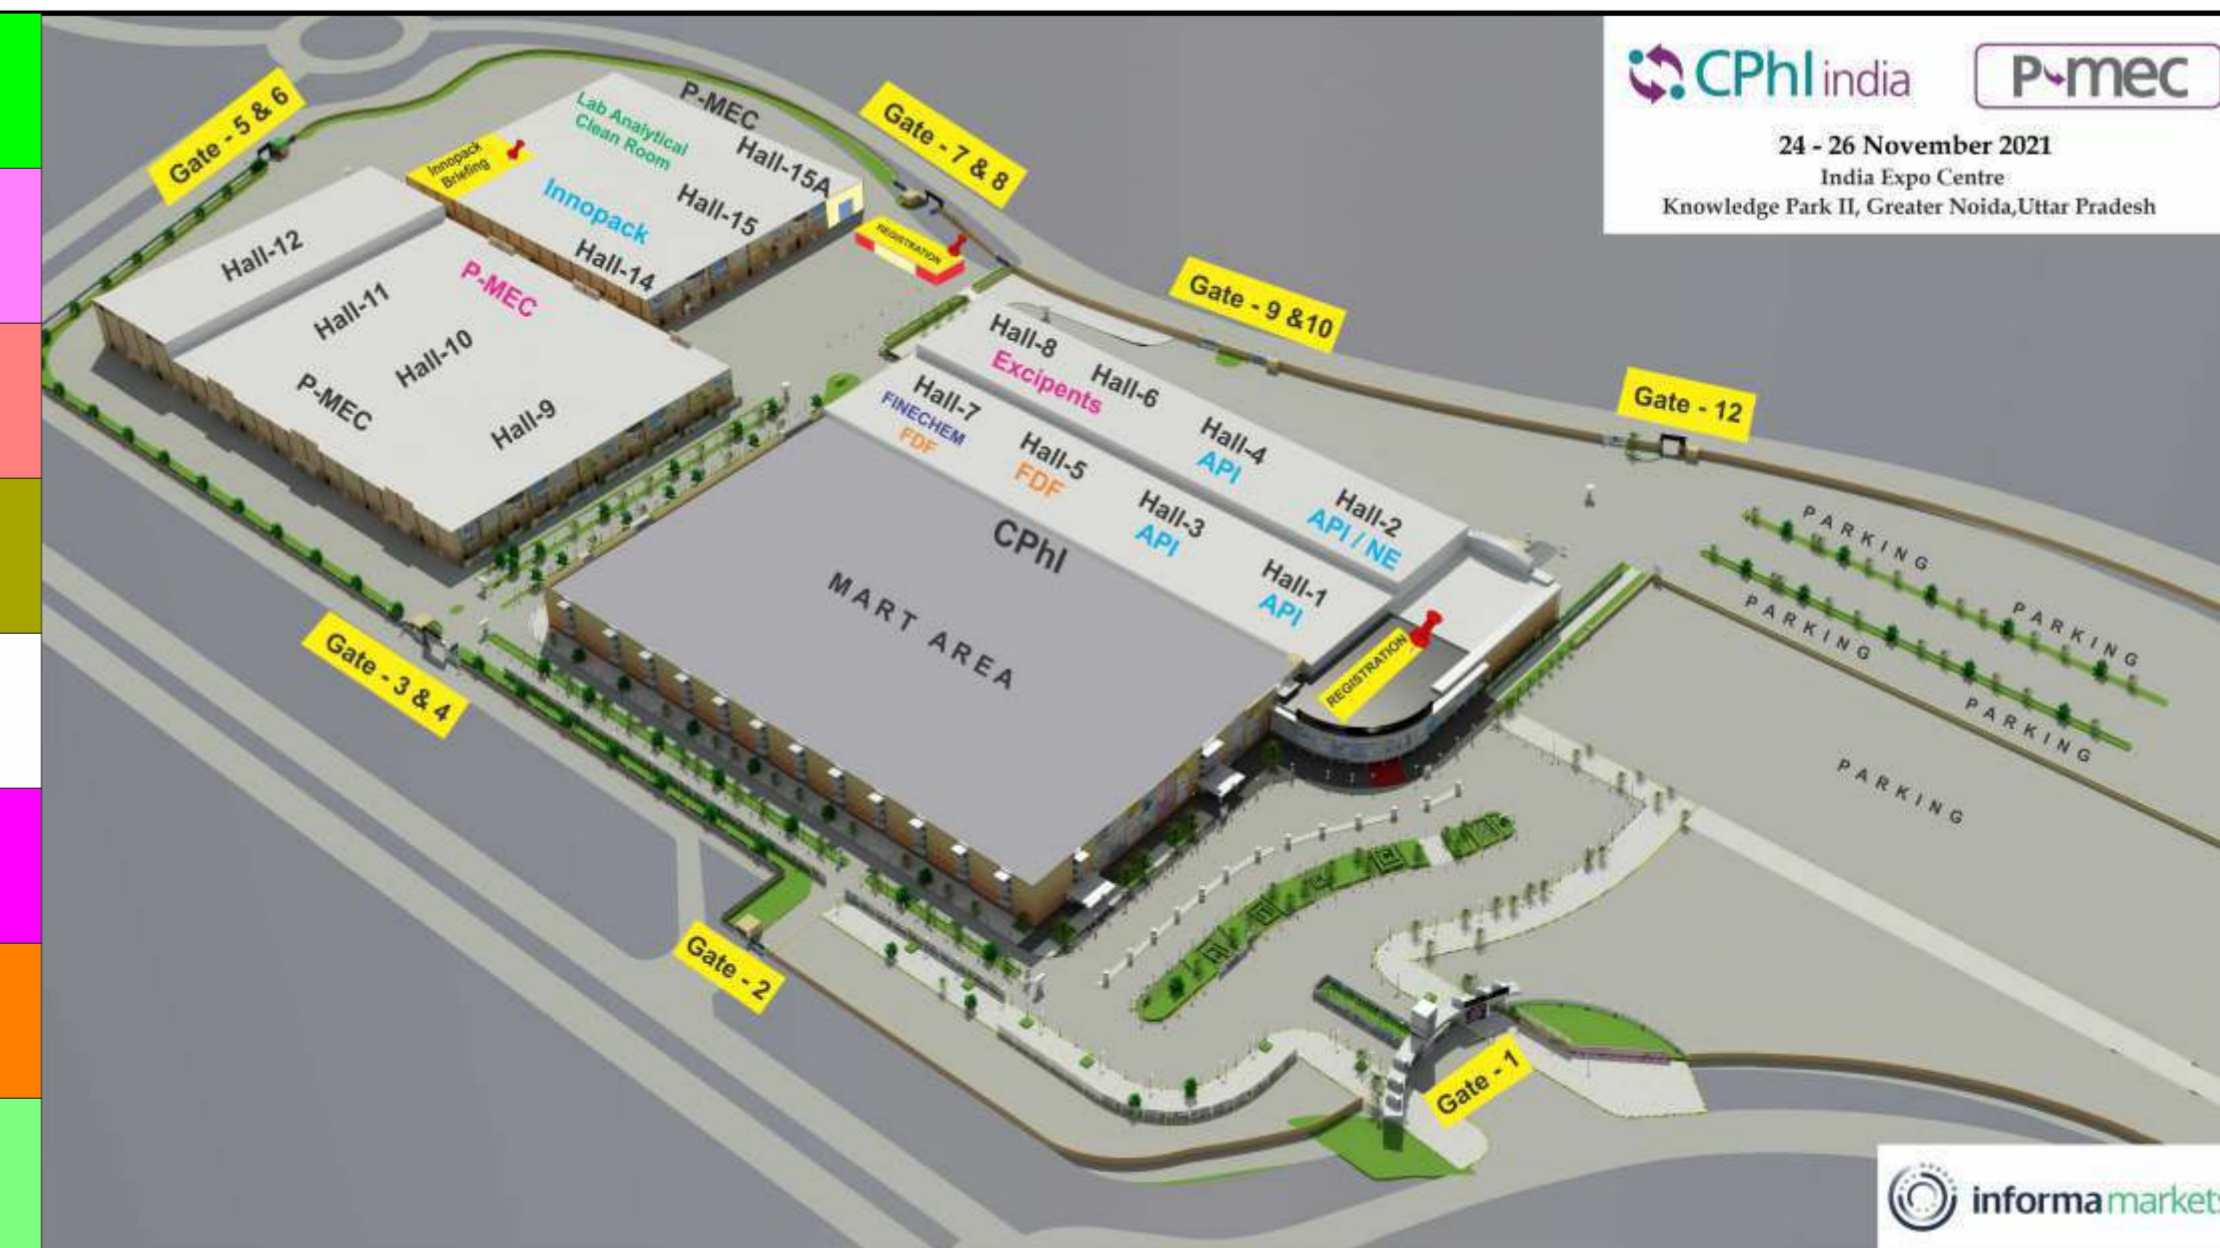 CPhI india
P-mec
24 - 26 November 2021
India Expo Centre
Knowledge Park II, Greater Noida,Uttar Pradesh
Gate - 5 & 6
Gate - 7 & 8
Gate - 9 &10
Gate - 12
Gate - 3 & 4
Gate - 2
Gate - 1
P-MEC
Lab Analytical
Clean Room
Hall-15A
Innopack
Briefing
Innopack
Hall-15
Hall-14
REGISTRATION
Hall-12
Hall-11
P-MEC
Hall-10
P-MEC
Hall-9
Hall-8
Excipents
Hall-6
Hall-4
API
Hall-2
API / NE
Hall-7
FINECHEM
FDF
Hall-5
FDF
Hall-3
API
Hall-1
API
CPhI
MART AREA
REGISTRATION
PARKING
PARKING
PARKING
PARKING
PARKING
informa markets